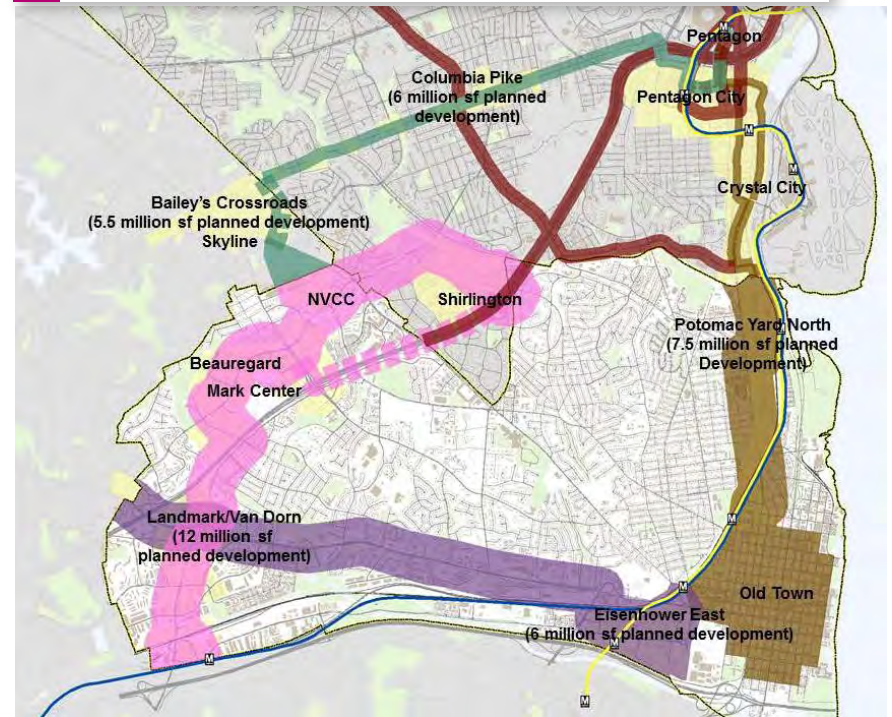 Pentagon
Columbia Pike
(6 million sf planned
development)
Pentagon City
Crystal City
Bailey's Crossroads
(5.5 million sf planned development)
Skyline
NVCC
Shirlington
Potomac Yard North
(7.5 million sf planned
Development)
Beauregard
Mark Center
Landmark/Van Dorn
(12 million sf
planned development)
Old Town
Eisenhower East
(6 million sf planned development)
M
M
M
M
M
M
M
M
M